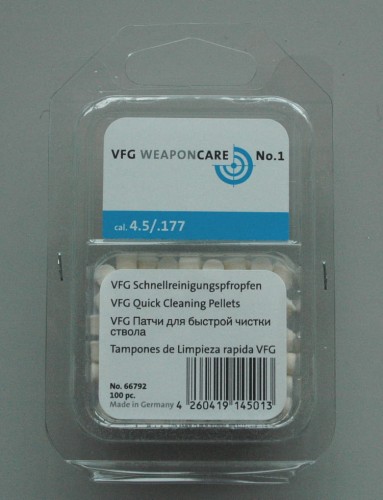 VFG WEAPONCARE No.1
cal. 4.5/.177
VFG Schnellreinigungspfropfen
VFG Quick Cleaning Pellets
VFG Патчи для быстрой чистки
ствола
Tampones de Limpieza rapida VFG
No. 66792
100 pc.
Made in Germany
4 260419 145013